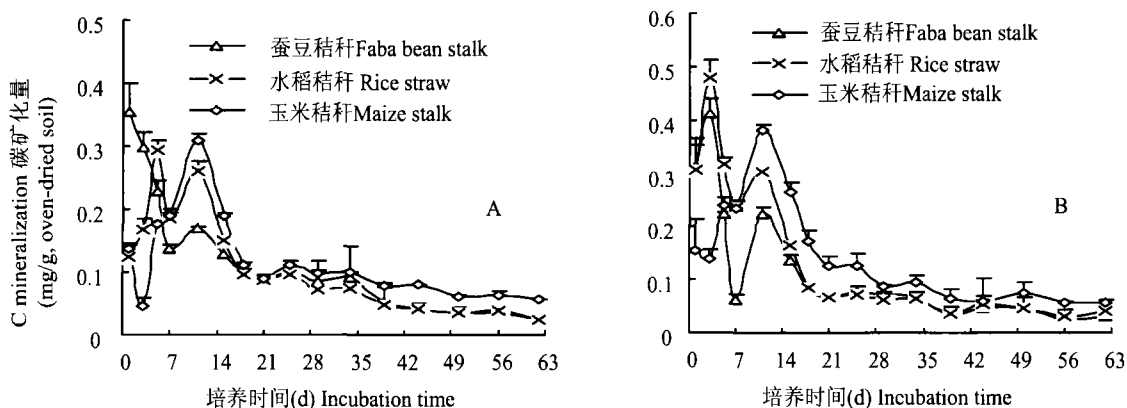 C mineralization 碳矿化量
(mg/g, oven-dried soil)
0.5
0.4
0.3
0.2
0.1
0
蚕豆秸秆Faba bean stalk
水稻秸秆 Rice straw
玉米秸秆Maize stalk
A
0 7 14 21 28 35 42 49 56 63
培养时间(d) Incubation time
0.6
0.5
0.4
0.3
0.2
0.1
0
蚕豆秸秆Faba bean stalk
水稻秸秆 Rice straw
玉米秸秆Maize stalk
B
0 7 14 21 28 35 42 49 56 63
培养时间(d) Incubation time